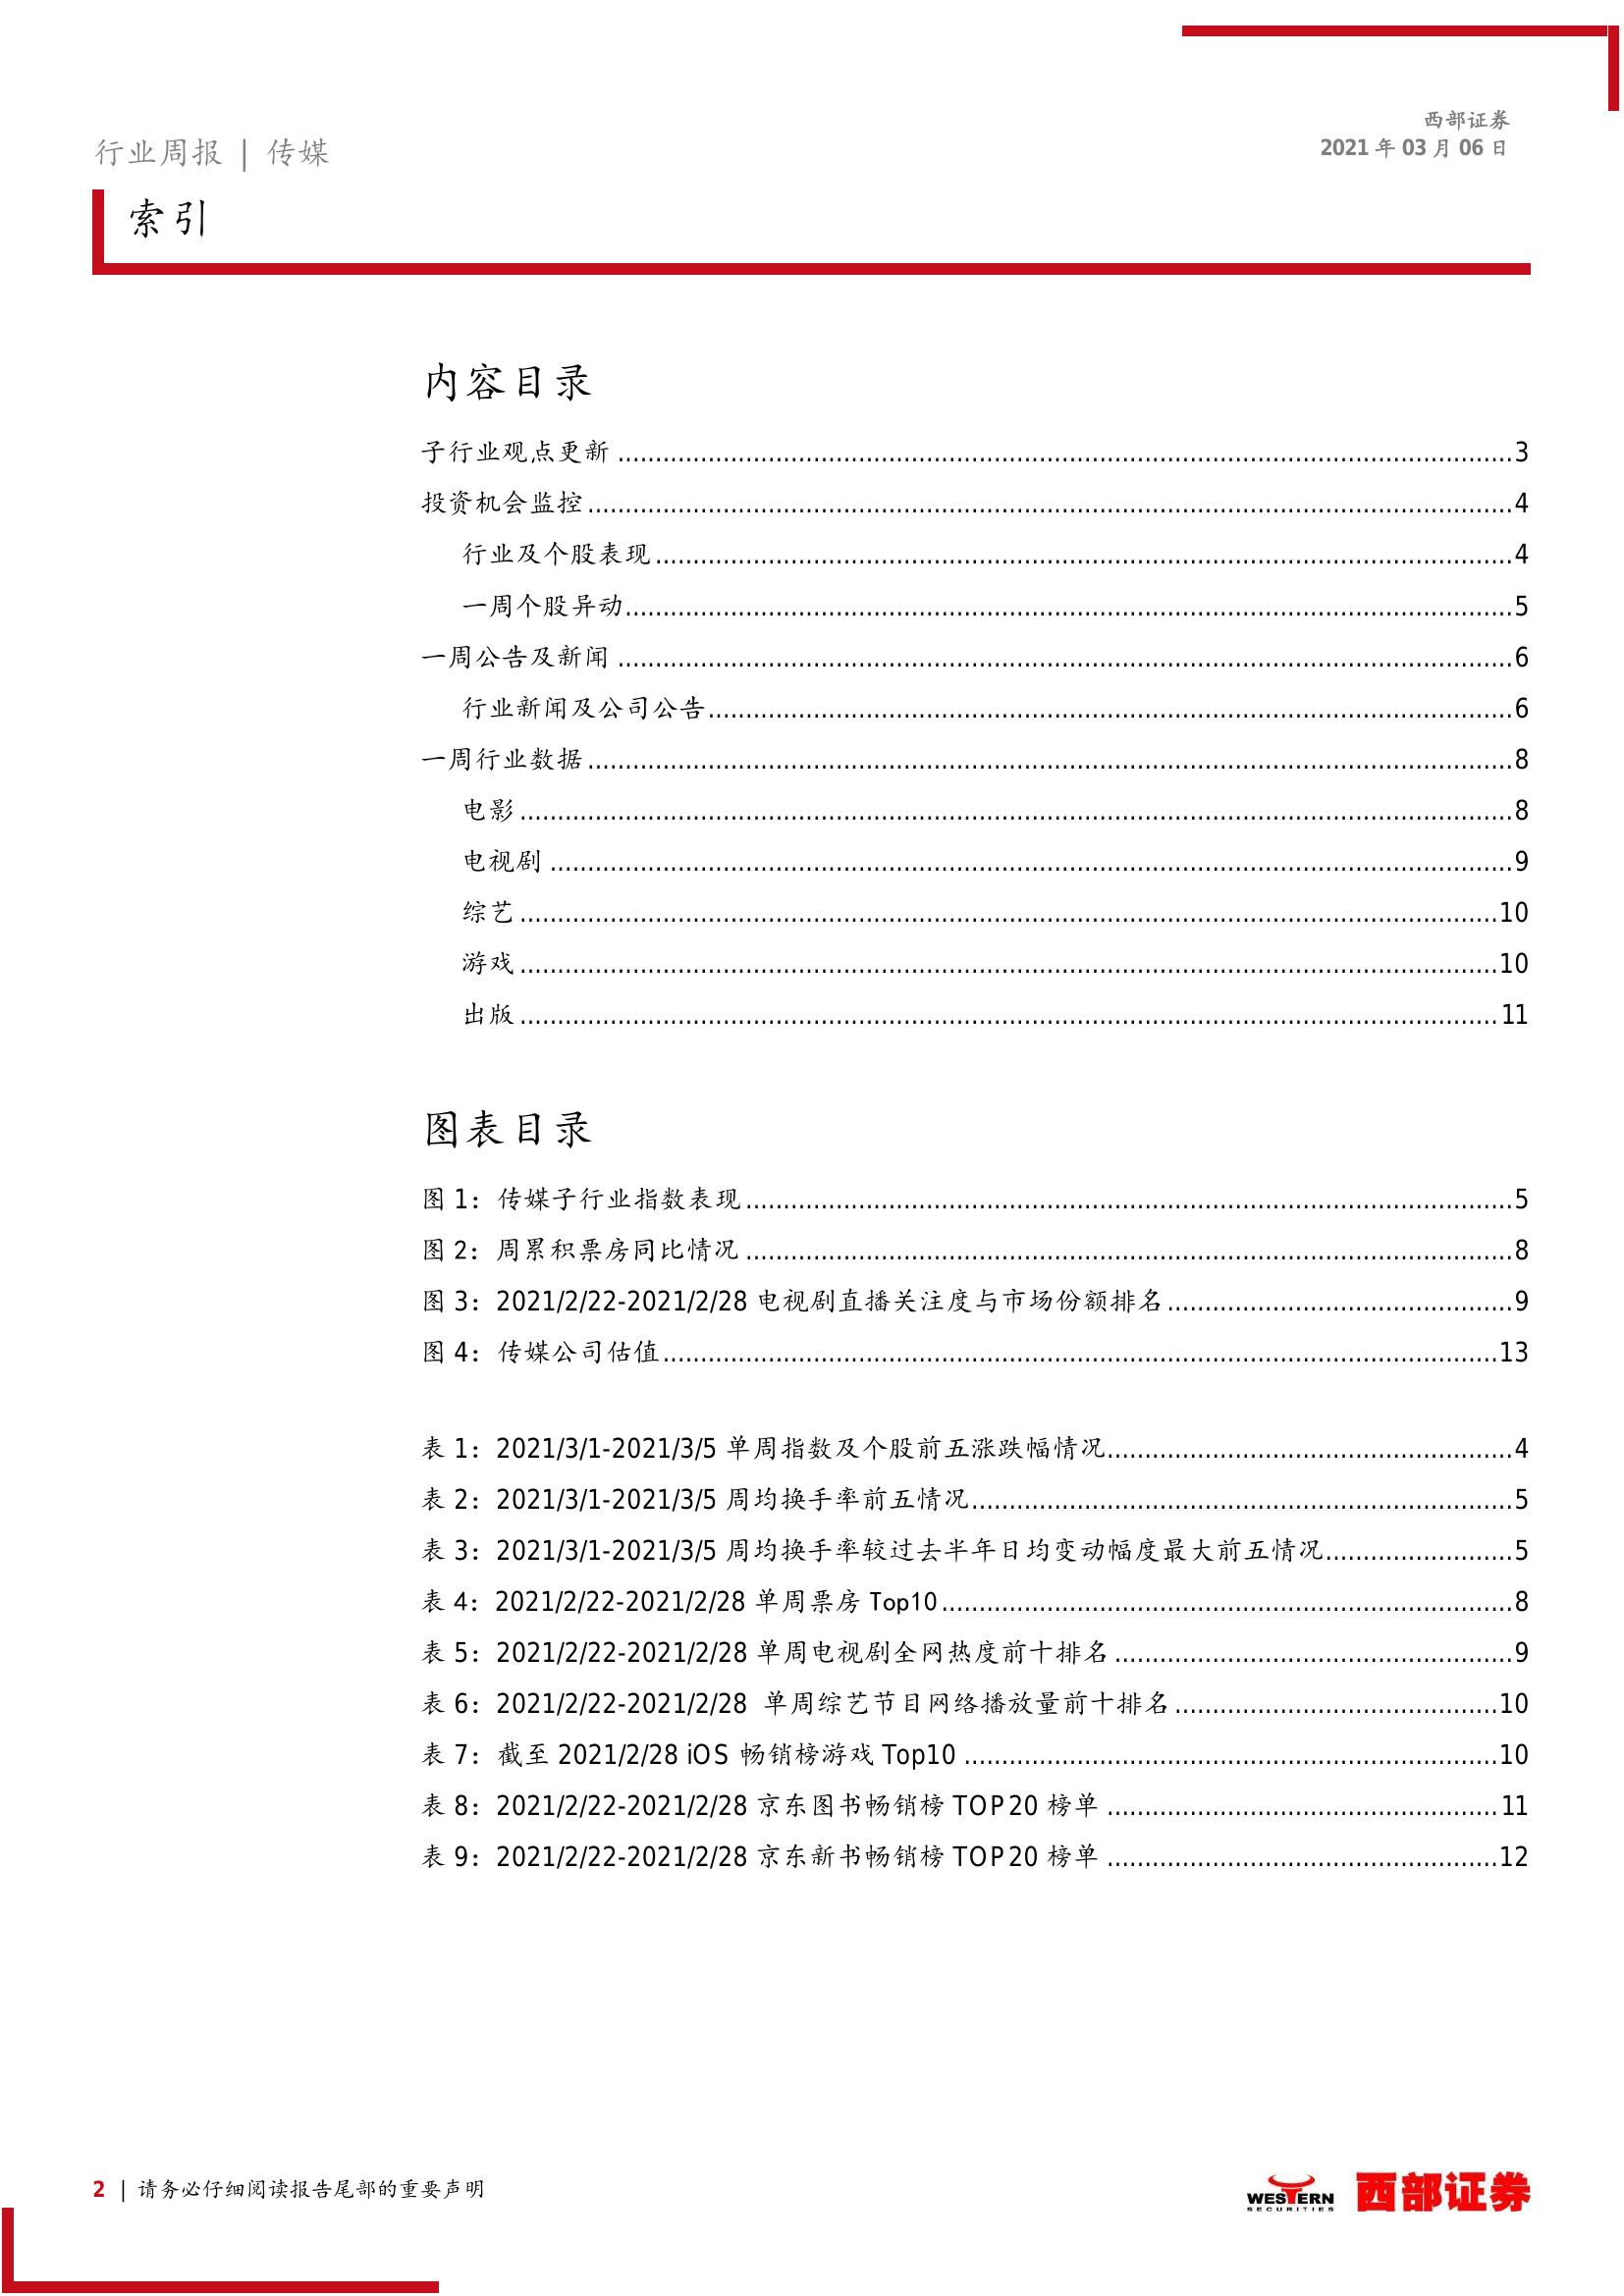 西部证券
行业周报 | 传媒
2021 年 03 月 06 日
索引
内容目录
子行业观点更新 ........ 3
投资机会监控 ........ 4
行业及个股表现 ........ 4
一周个股异动 ........ 5
一周公告及新闻 ........ 6
行业新闻及公司公告 ........ 6
一周行业数据 ........ 8
电影 ........ 8
电视剧 ........ 9
综艺 ........ 10
游戏 ........ 10
出版 ........ 11
图表目录
图 1：传媒子行业指数表现 ........ 5
图 2：周累积票房同比情况 ........ 8
图 3：2021/2/22-2021/2/28 电视剧直播关注度与市场份额排名 ........ 9
图 4：传媒公司估值 ........ 13
表 1：2021/3/1-2021/3/5 单周指数及个股前五涨跌幅情况 ........ 4
表 2：2021/3/1-2021/3/5 周均换手率前五情况 ........ 5
表 3：2021/3/1-2021/3/5 周均换手率较过去半年日均变动幅度最大前五情况 ........ 5
表 4：2021/2/22-2021/2/28 单周票房 Top10 ........ 8
表 5：2021/2/22-2021/2/28 单周电视剧全网热度前十排名 ........ 9
表 6：2021/2/22-2021/2/28 单周综艺节目网络播放量前十排名 ........ 10
表 7：截至 2021/2/28 iOS 畅销榜游戏 Top10 ........ 10
表 8：2021/2/22-2021/2/28 京东图书畅销榜 TOP20 榜单 ........ 11
表 9：2021/2/22-2021/2/28 京东新书畅销榜 TOP20 榜单 ........ 12
2 | 请务必仔细阅读报告尾部的重要声明
WESTERN
SECURITIES
西部证券